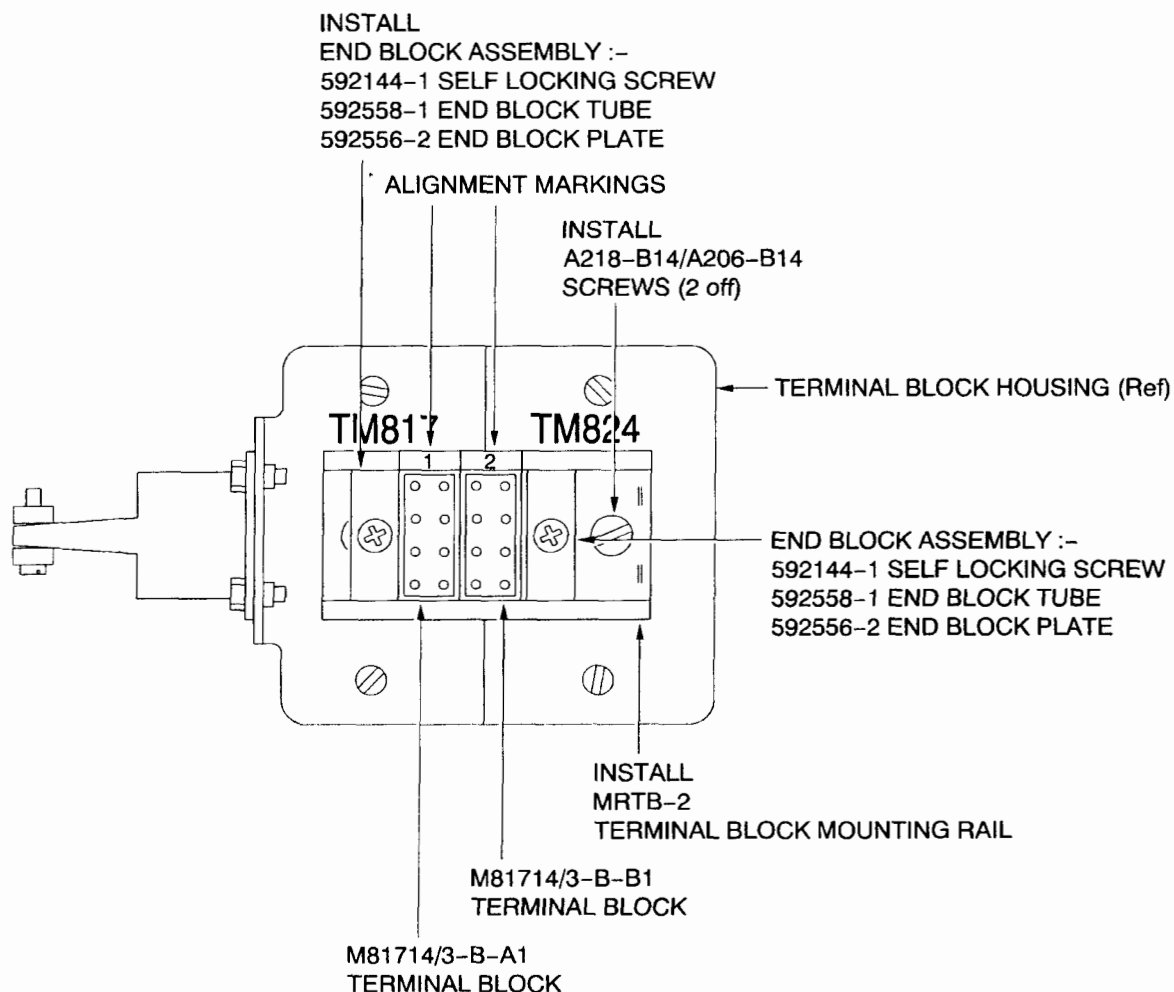 INSTALL
END BLOCK ASSEMBLY :-
592144-1 SELF LOCKING SCREW
592558-1 END BLOCK TUBE
592556-2 END BLOCK PLATE
ALIGNMENT MARKINGS
INSTALL
A218-B14/A206-B14
SCREWS (2 off)
TERMINAL BLOCK HOUSING (Ref)
TM817 TM824
1 2
END BLOCK ASSEMBLY :-
592144-1 SELF LOCKING SCREW
592558-1 END BLOCK TUBE
592556-2 END BLOCK PLATE
INSTALL
MRTB-2
TERMINAL BLOCK MOUNTING RAIL
M81714/3-B-B1
TERMINAL BLOCK
M81714/3-B-A1
TERMINAL BLOCK